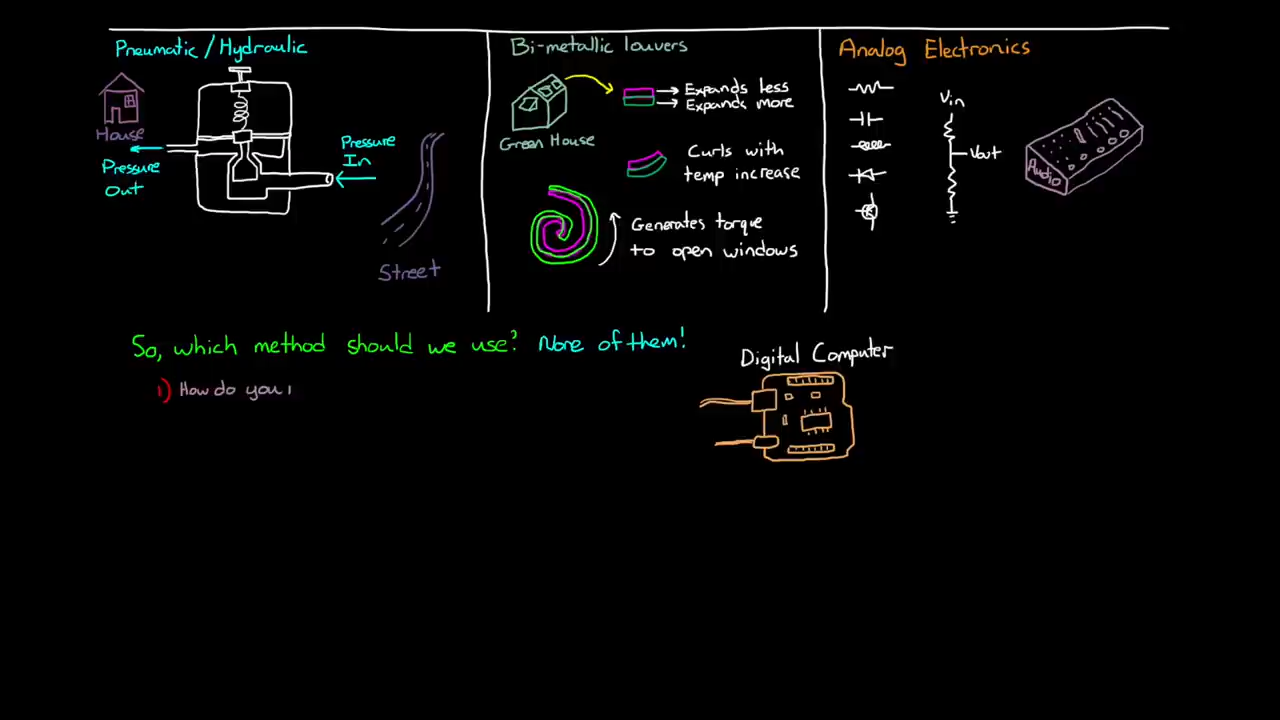 Pneumatic / Hydraulic
House
Pressure
Out
Pressure
In
Street
Bi-metallic louvers
Green House
Expands less
Expands more
Curls with
temp increase
Generates torque
to open windows
Analog Electronics
Vin
Vout
Audio
So, which method should we use? None of them!
Digital Computer
1) How do you